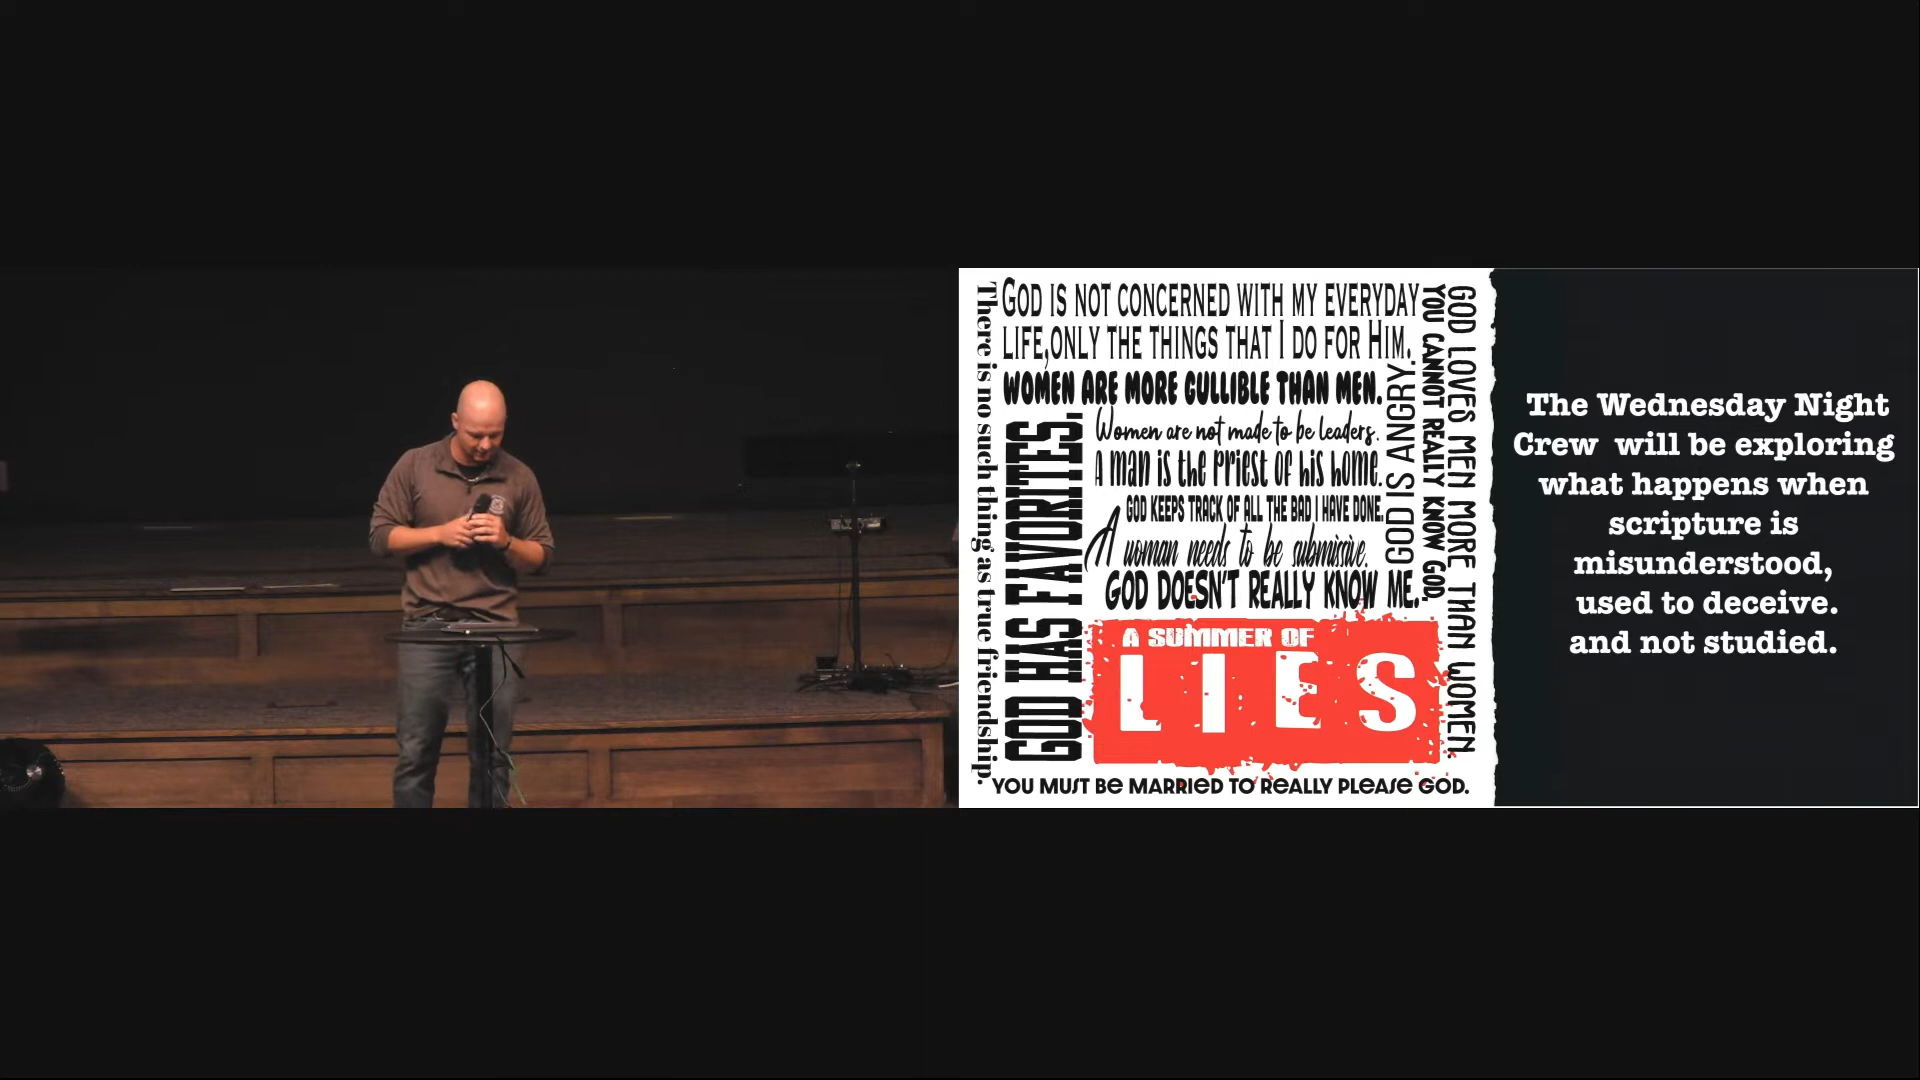 There is no such thing as true friendship.
GOD IS NOT CONCERNED WITH MY EVERYDAY
LIFE,ONLY THE THINGS THAT I DO FOR HIM.
WOMEN ARE MORE GULLIBLE THAN MEN.
GOD HAS FAVORITES.
Women are not made to be leaders.
A man is the priest of his home.
GOD KEEPS TRACK OF ALL THE BAD I HAVE DONE.
A woman needs to be submissive.
GOD DOESN'T REALLY KNOW ME.
GOD IS ANGRY.
YOU CANNOT REALLY KNOW GOD.
GOD LOVES MEN MORE THAN WOMEN.
A SUMMER OF
LIES
YOU MUST BE MARRIED TO REALLY PLEASE GOD.
The Wednesday Night
Crew will be exploring
what happens when
scripture is
misunderstood,
used to deceive.
and not studied.